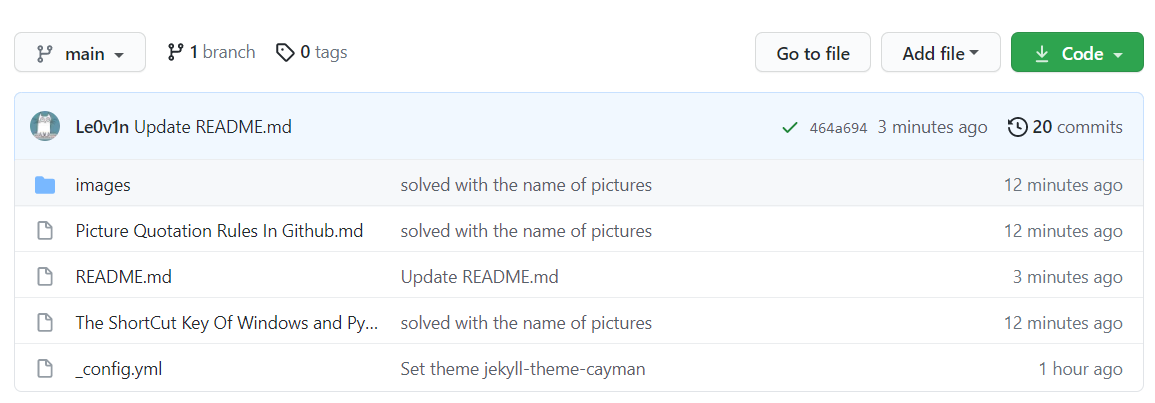 main 1 branch 0 tags Go to file Add file Code
Le0v1n Update README.md 464a694 3 minutes ago 20 commits
images solved with the name of pictures 12 minutes ago
Picture Quotation Rules In Github.md solved with the name of pictures 12 minutes ago
README.md Update README.md 3 minutes ago
The ShortCut Key Of Windows and Py... solved with the name of pictures 12 minutes ago
_config.yml Set theme jekyll-theme-cayman 1 hour ago